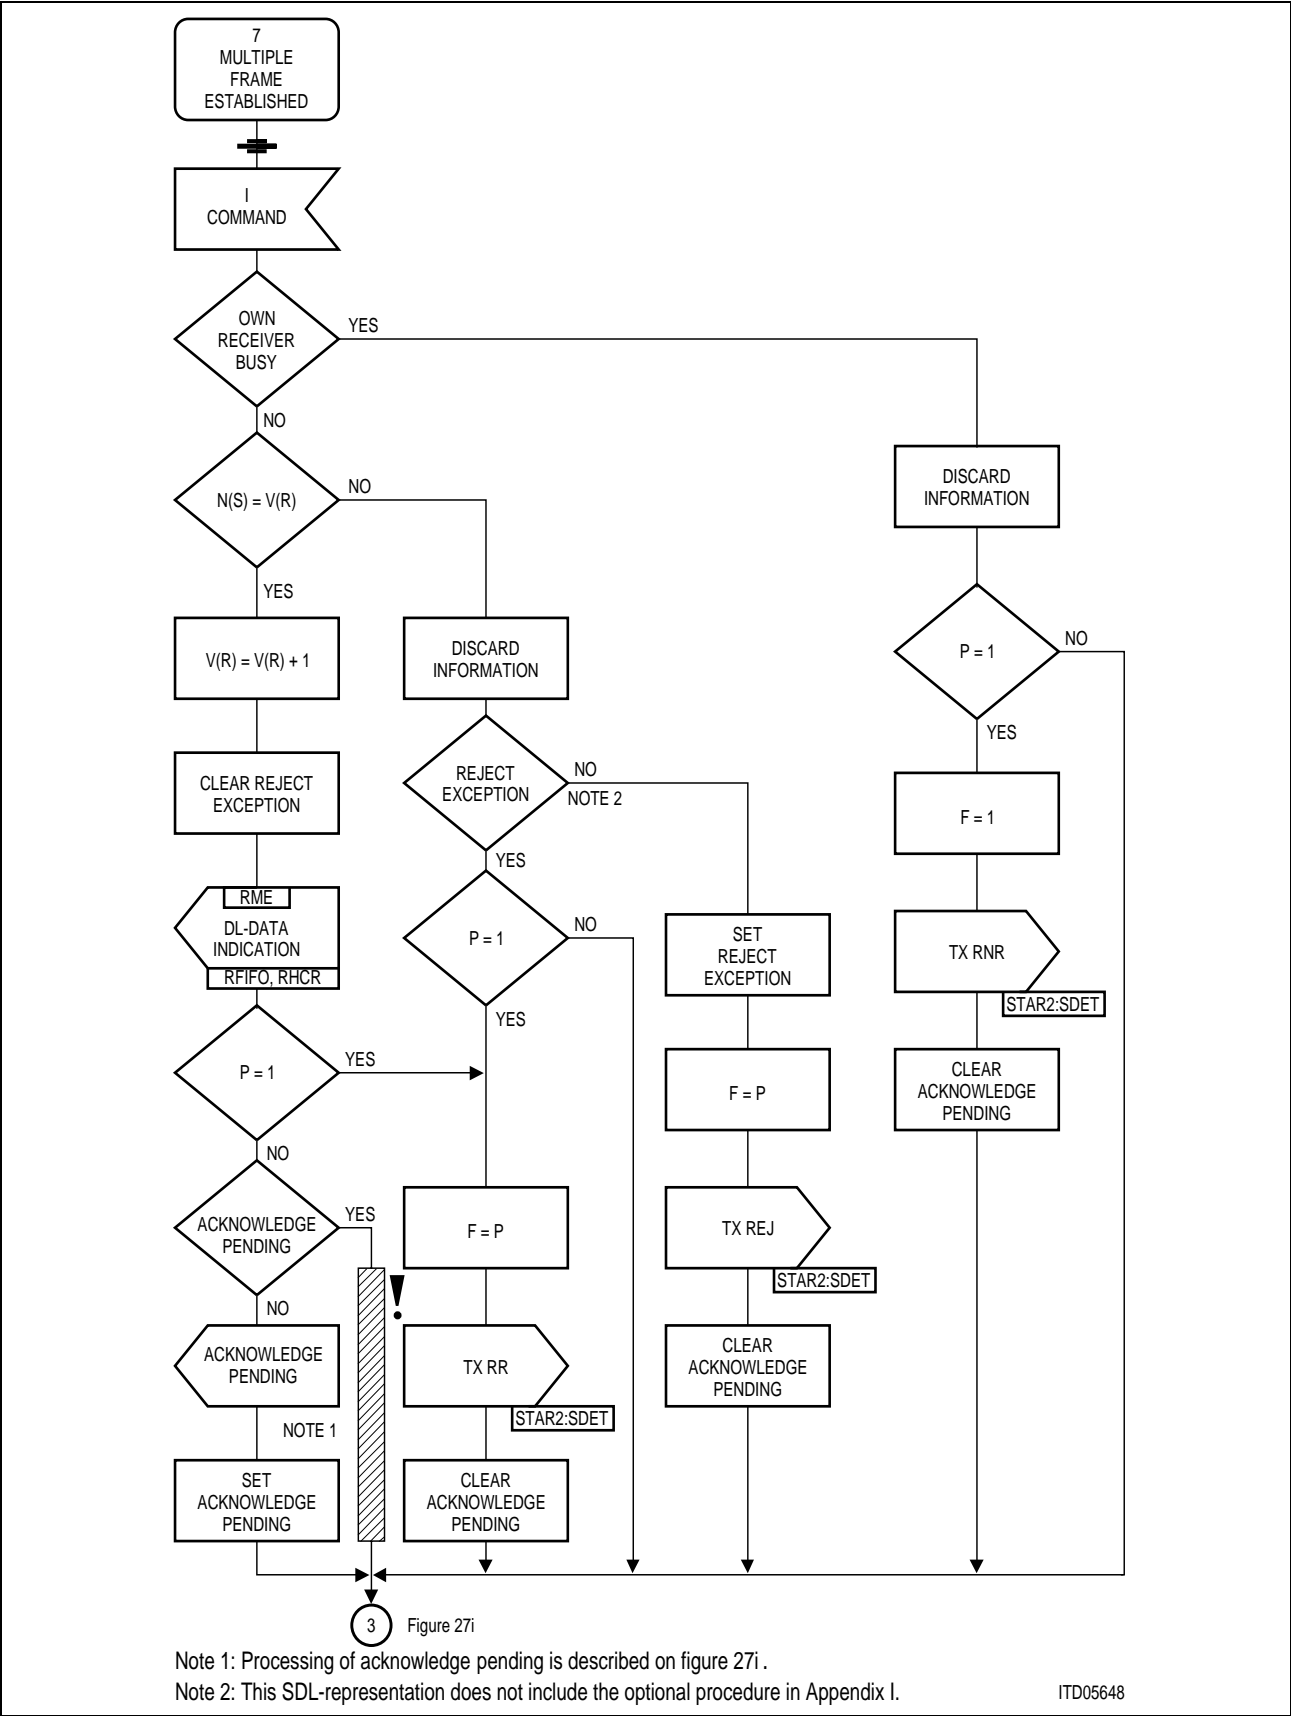 7
MULTIPLE
FRAME
ESTABLISHED
I
COMMAND
OWN
RECEIVER
BUSY
YES
NO
N(S) = V(R)
NO
YES
DISCARD
INFORMATION
P = 1
NO
YES
F = 1
TX RNR
STAR2:SDET
CLEAR
ACKNOWLEDGE
PENDING
V(R) = V(R) + 1
CLEAR REJECT
EXCEPTION
RME
DL-DATA
INDICATION
RFIFO, RHCR
P = 1
YES
NO
ACKNOWLEDGE
PENDING
YES
NO
!
ACKNOWLEDGE
PENDING
NOTE 1
SET
ACKNOWLEDGE
PENDING
DISCARD
INFORMATION
REJECT
EXCEPTION
NO
NOTE 2
YES
P = 1
NO
YES
F = P
TX RR
STAR2:SDET
CLEAR
ACKNOWLEDGE
PENDING
SET
REJECT
EXCEPTION
F = P
TX REJ
STAR2:SDET
CLEAR
ACKNOWLEDGE
PENDING
3
Figure 27i
Note 1: Processing of acknowledge pending is described on figure 27i .
Note 2: This SDL-representation does not include the optional procedure in Appendix I.
ITD05648